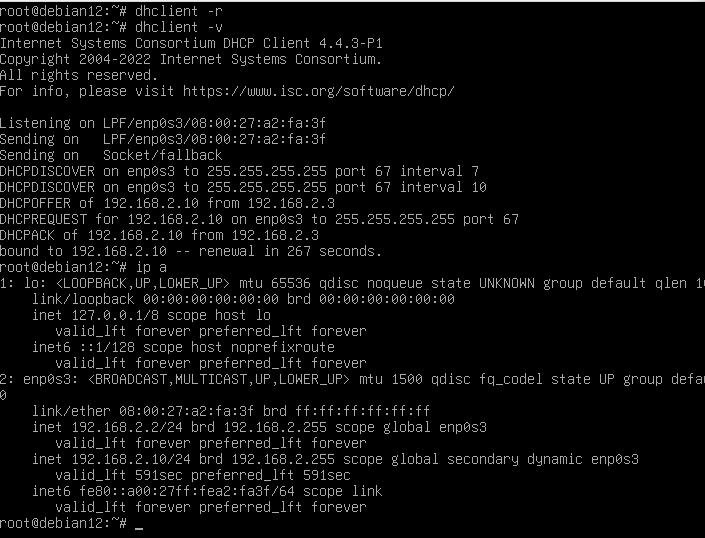 root@debian12:~# dhclient -r
root@debian12:~# dhclient -v
Internet Systems Consortium DHCP Client 4.4.3-P1
Copyright 2004-2022 Internet Systems Consortium.
All rights reserved.
For info, please visit https://www.isc.org/software/dhcp/

Listening on LPF/enp0s3/08:00:27:a2:fa:3f
Sending on   LPF/enp0s3/08:00:27:a2:fa:3f
Sending on   Socket/fallback
DHCPDISCOVER on enp0s3 to 255.255.255.255 port 67 interval 7
DHCPDISCOVER on enp0s3 to 255.255.255.255 port 67 interval 10
DHCPOFFER of 192.168.2.10 from 192.168.2.3
DHCPREQUEST for 192.168.2.10 on enp0s3 to 255.255.255.255 port 67
DHCPACK of 192.168.2.10 from 192.168.2.3
bound to 192.168.2.10 -- renewal in 267 seconds.
root@debian12:~# ip a
1: lo: <LOOPBACK,UP,LOWER_UP> mtu 65536 qdisc noqueue state UNKNOWN group default qlen 10
    link/loopback 00:00:00:00:00:00 brd 00:00:00:00:00:00
    inet 127.0.0.1/8 scope host lo
       valid_lft forever preferred_lft forever
    inet6 ::1/128 scope host noprefixroute
       valid_lft forever preferred_lft forever
2: enp0s3: <BROADCAST,MULTICAST,UP,LOWER_UP> mtu 1500 qdisc fq_codel state UP group defau
0
    link/ether 08:00:27:a2:fa:3f brd ff:ff:ff:ff:ff:ff
    inet 192.168.2.2/24 brd 192.168.2.255 scope global enp0s3
       valid_lft forever preferred_lft forever
    inet 192.168.2.10/24 brd 192.168.2.255 scope global secondary dynamic enp0s3
       valid_lft 591sec preferred_lft 591sec
    inet6 fe80::a00:27ff:fea2:fa3f/64 scope link
       valid_lft forever preferred_lft forever
root@debian12:~# _